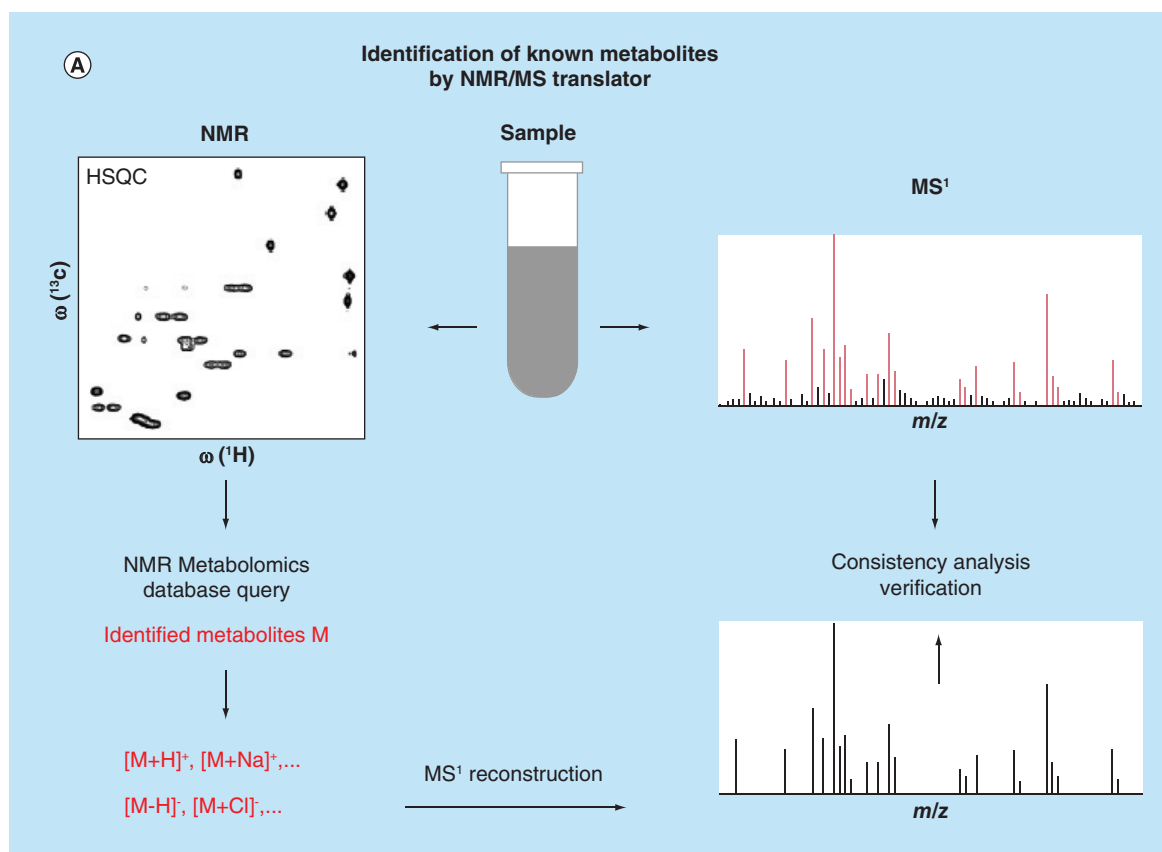 A
Identification of known metabolites
by NMR/MS translator
NMR
Sample
MS¹
HSQC
ω (¹³c)
ω (¹H)
m/z
NMR Metabolomics
database query
Identified metabolites M
Consistency analysis
verification
[M+H]⁺, [M+Na]⁺,...
[M-H]⁻, [M+Cl]⁻,...
MS¹ reconstruction
m/z